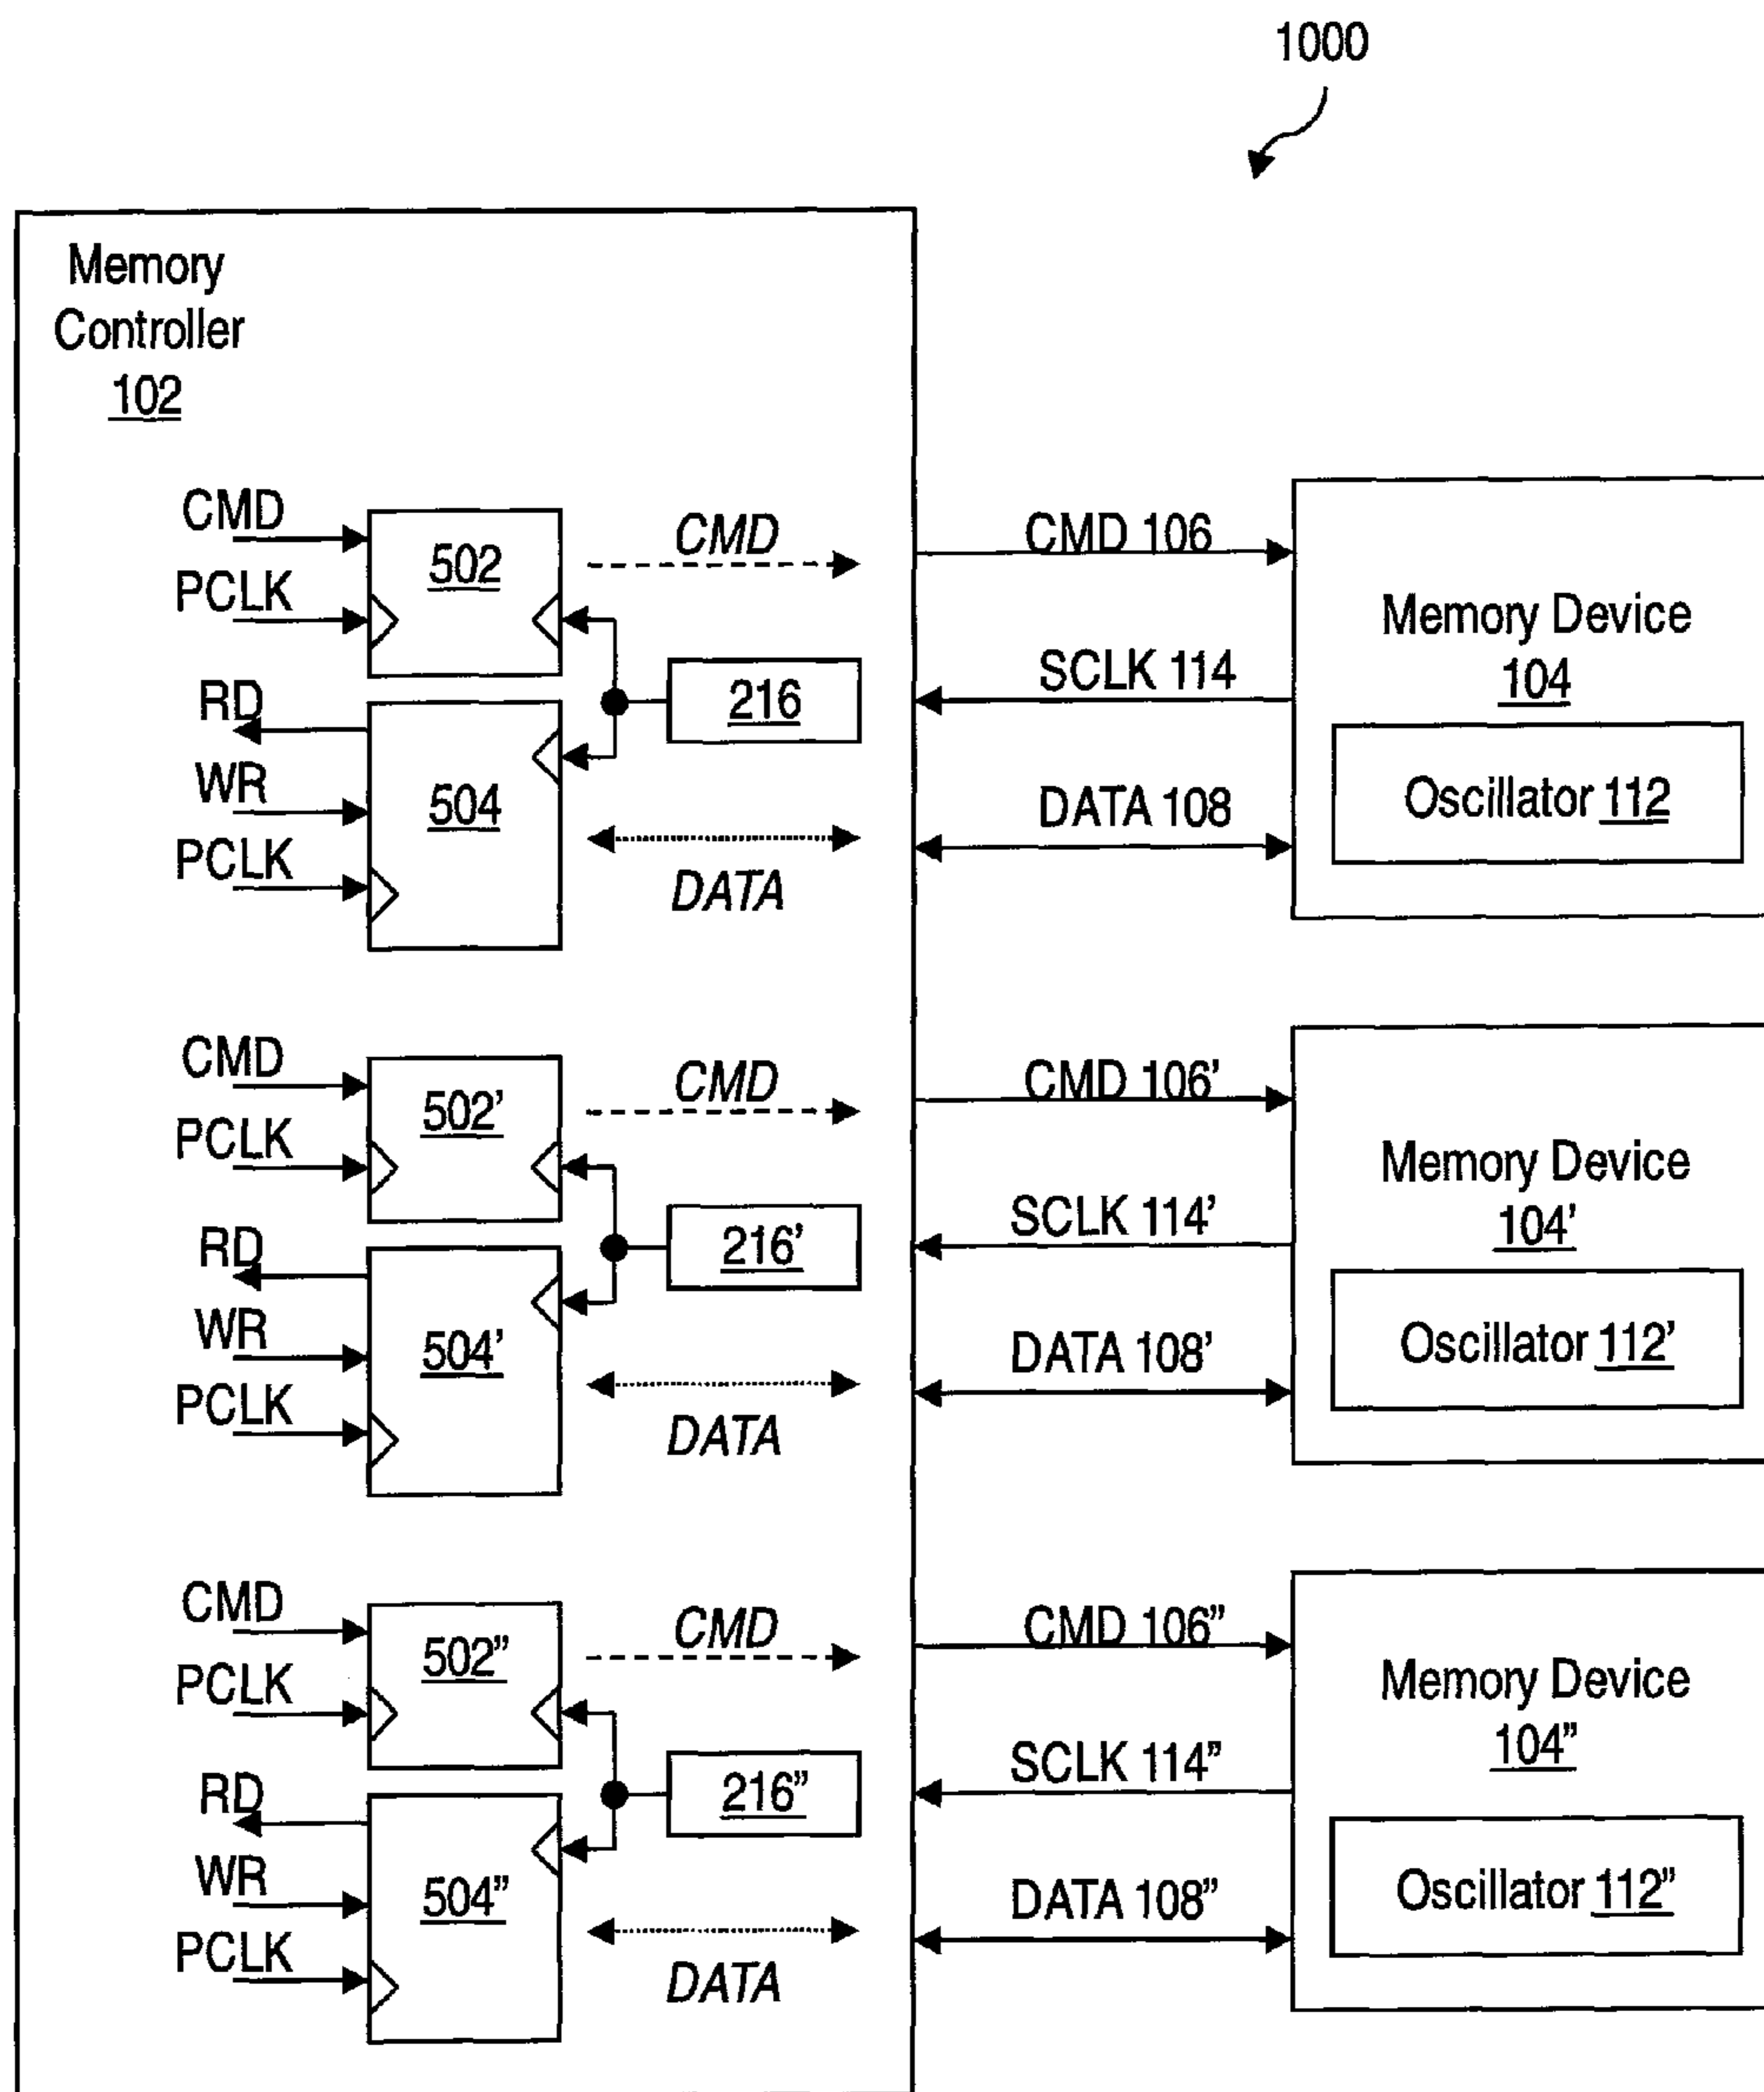 1000
Memory
Controller
102
CMD
PCLK
RD
WR
PCLK
502
504
CMD
216
DATA
CMD 106
SCLK 114
DATA 108
Memory Device
104
Oscillator 112
CMD
PCLK
RD
WR
PCLK
502'
504'
CMD
216'
DATA
CMD 106'
SCLK 114'
DATA 108'
Memory Device
104'
Oscillator 112'
CMD
PCLK
RD
WR
PCLK
502”
504”
CMD
216”
DATA
CMD 106”
SCLK 114”
DATA 108”
Memory Device
104”
Oscillator 112”